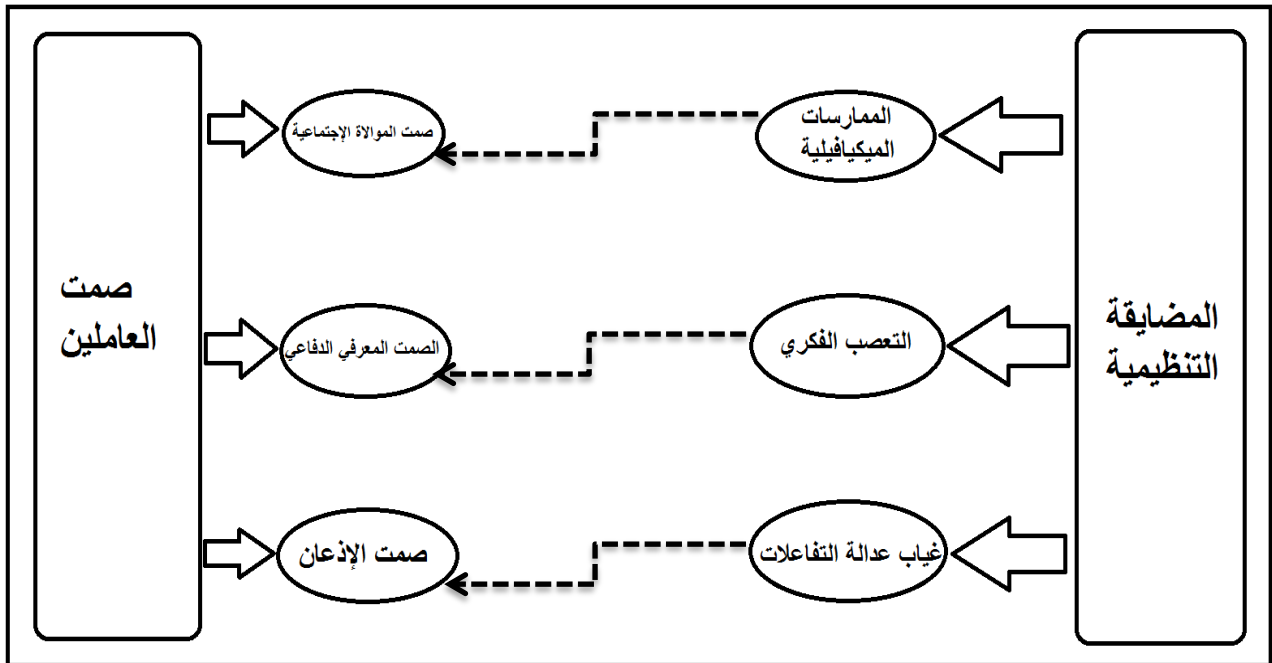 المضايقة
التنظيمية
الممارسات
الميكيافيلية
التعصب الفكري
غياب عدالة التفاعلات
صمت الموالاة الإجتماعية
الصمت المعرفي الدفاعي
صمت الإذعان
صمت
العاملين